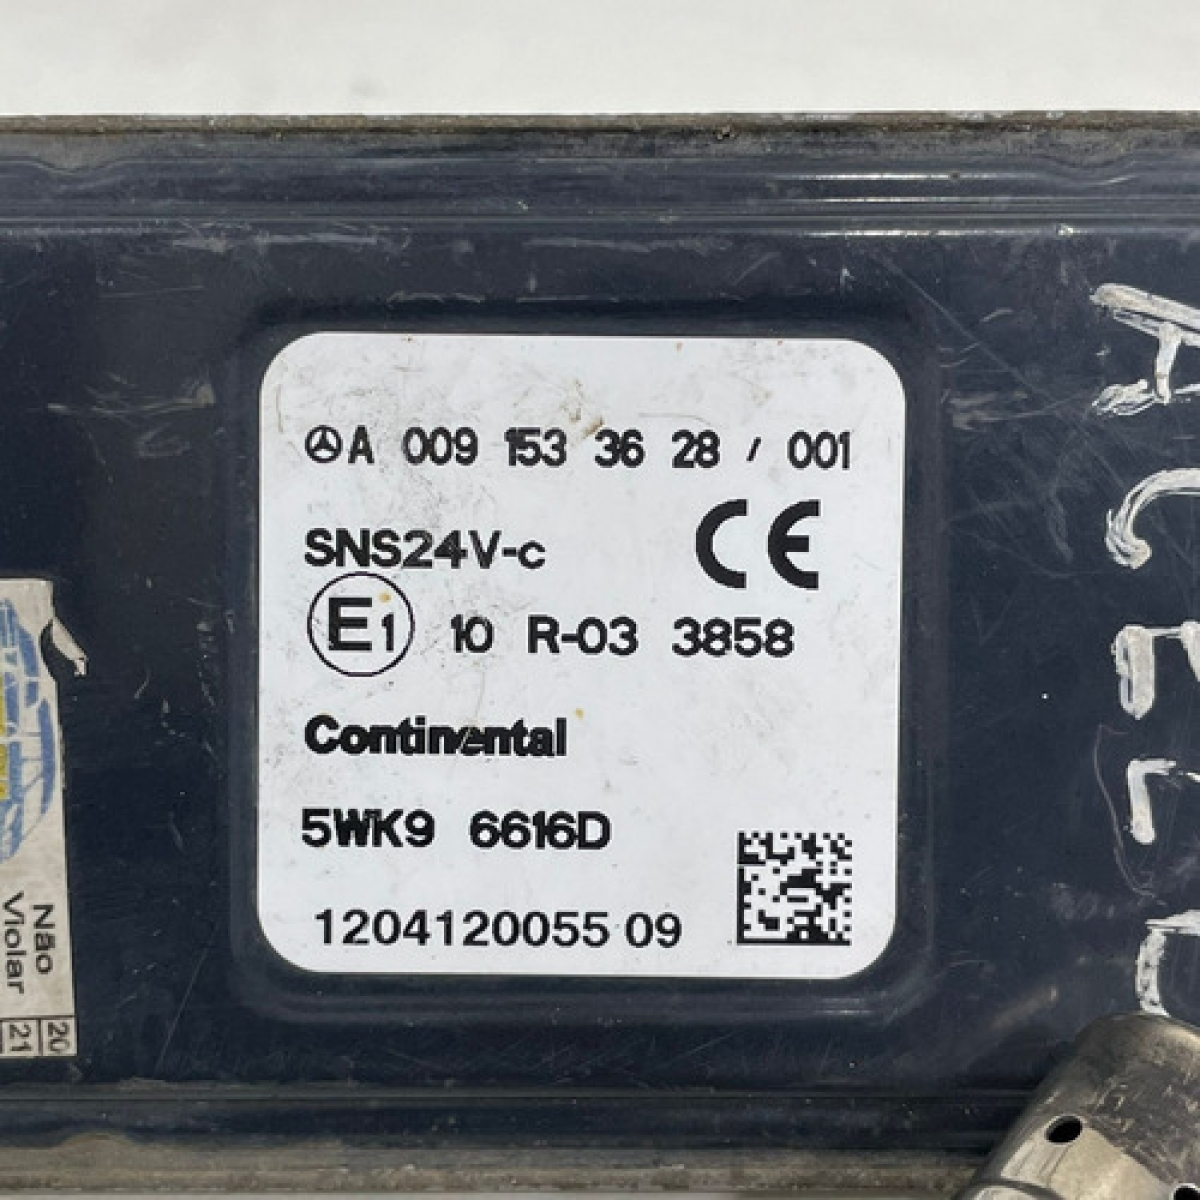 A 009 153 36 28 / 001
SNS24V-c
CE
E1 10 R-03 3858
Continental
5WK9 6616D
1204120055 09
Não
Violar
20
21